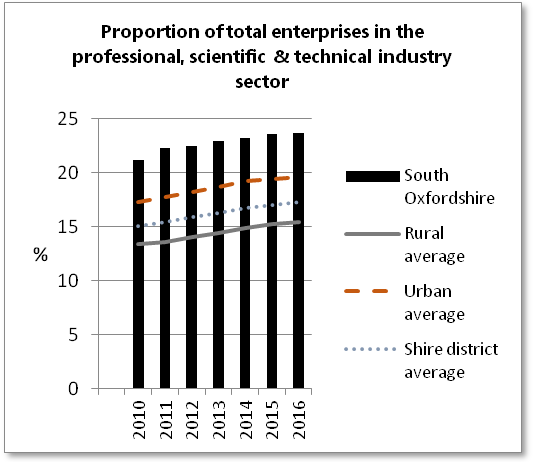 Proportion of total enterprises in the
professional, scientific & technical industry
sector
25
20
15
10
5
0
%
2010
2011
2012
2013
2014
2015
2016
South
Oxfordshire
Rural
average
Urban
average
Shire district
average